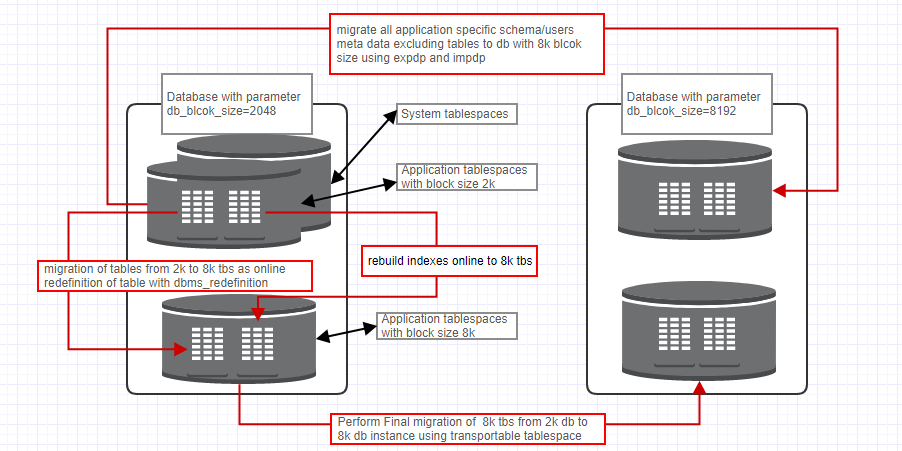 migrate all application specific schema/users
meta data excluding tables to db with 8k blcok
size using expdp and impdp
Database with parameter
db_blcok_size=2048
Database with parameter
db_blcok_size=8192
System tablespaces
Application tablespaces
with block size 2k
rebuild indexes online to 8k tbs
migration of tables from 2k to 8k tbs as online
redefinition of table with dbms_redefinition
Application tablespaces
with block size 8k
Perform Final migration of 8k tbs from 2k db to
8k db instance using transportable tablespace